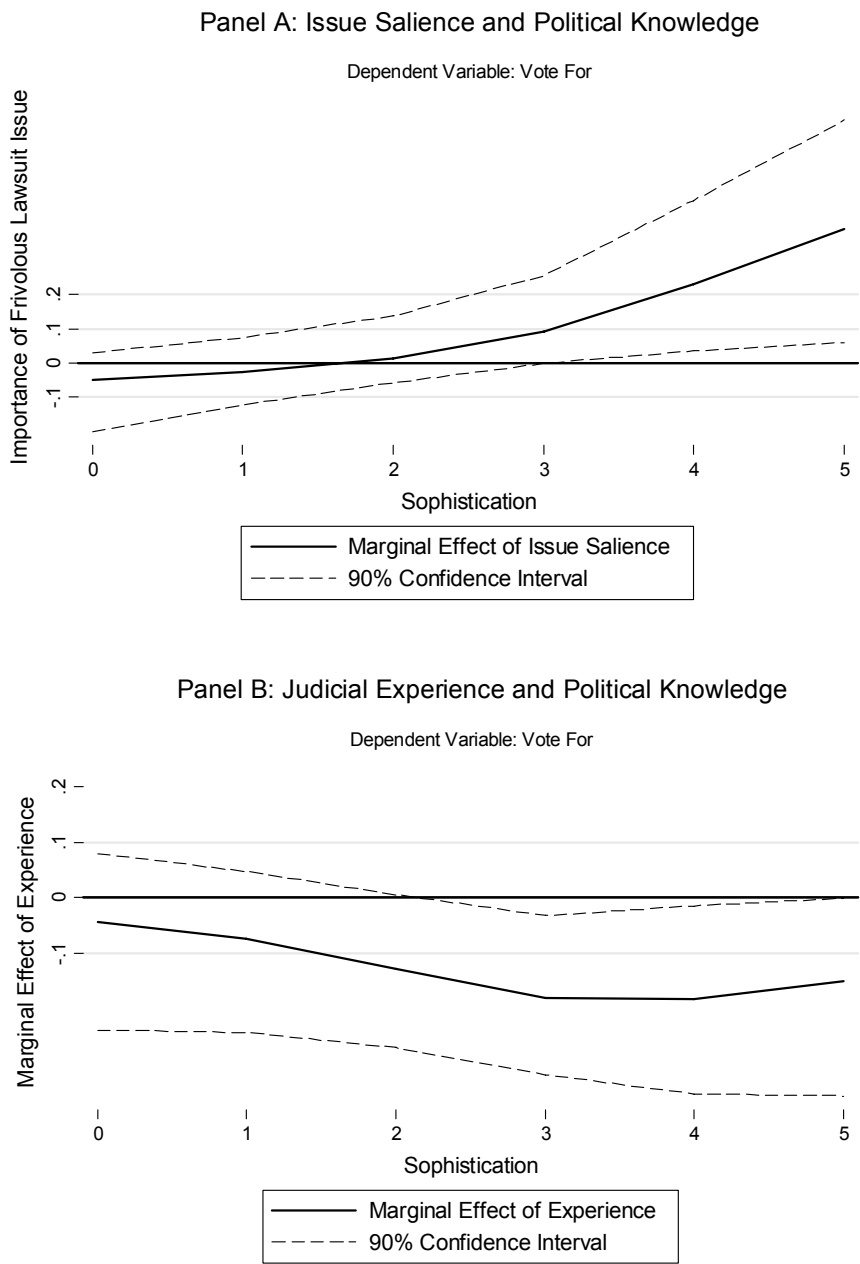 Panel A: Issue Salience and Political Knowledge
Dependent Variable: Vote For
Importance of Frivolous Lawsuit Issue
.2
.1
0
-.1
0 1 2 3 4 5
Sophistication
Marginal Effect of Issue Salience
90% Confidence Interval
Panel B: Judicial Experience and Political Knowledge
Dependent Variable: Vote For
Marginal Effect of Experience
.2
.1
0
-.1
0 1 2 3 4 5
Sophistication
Marginal Effect of Experience
90% Confidence Interval